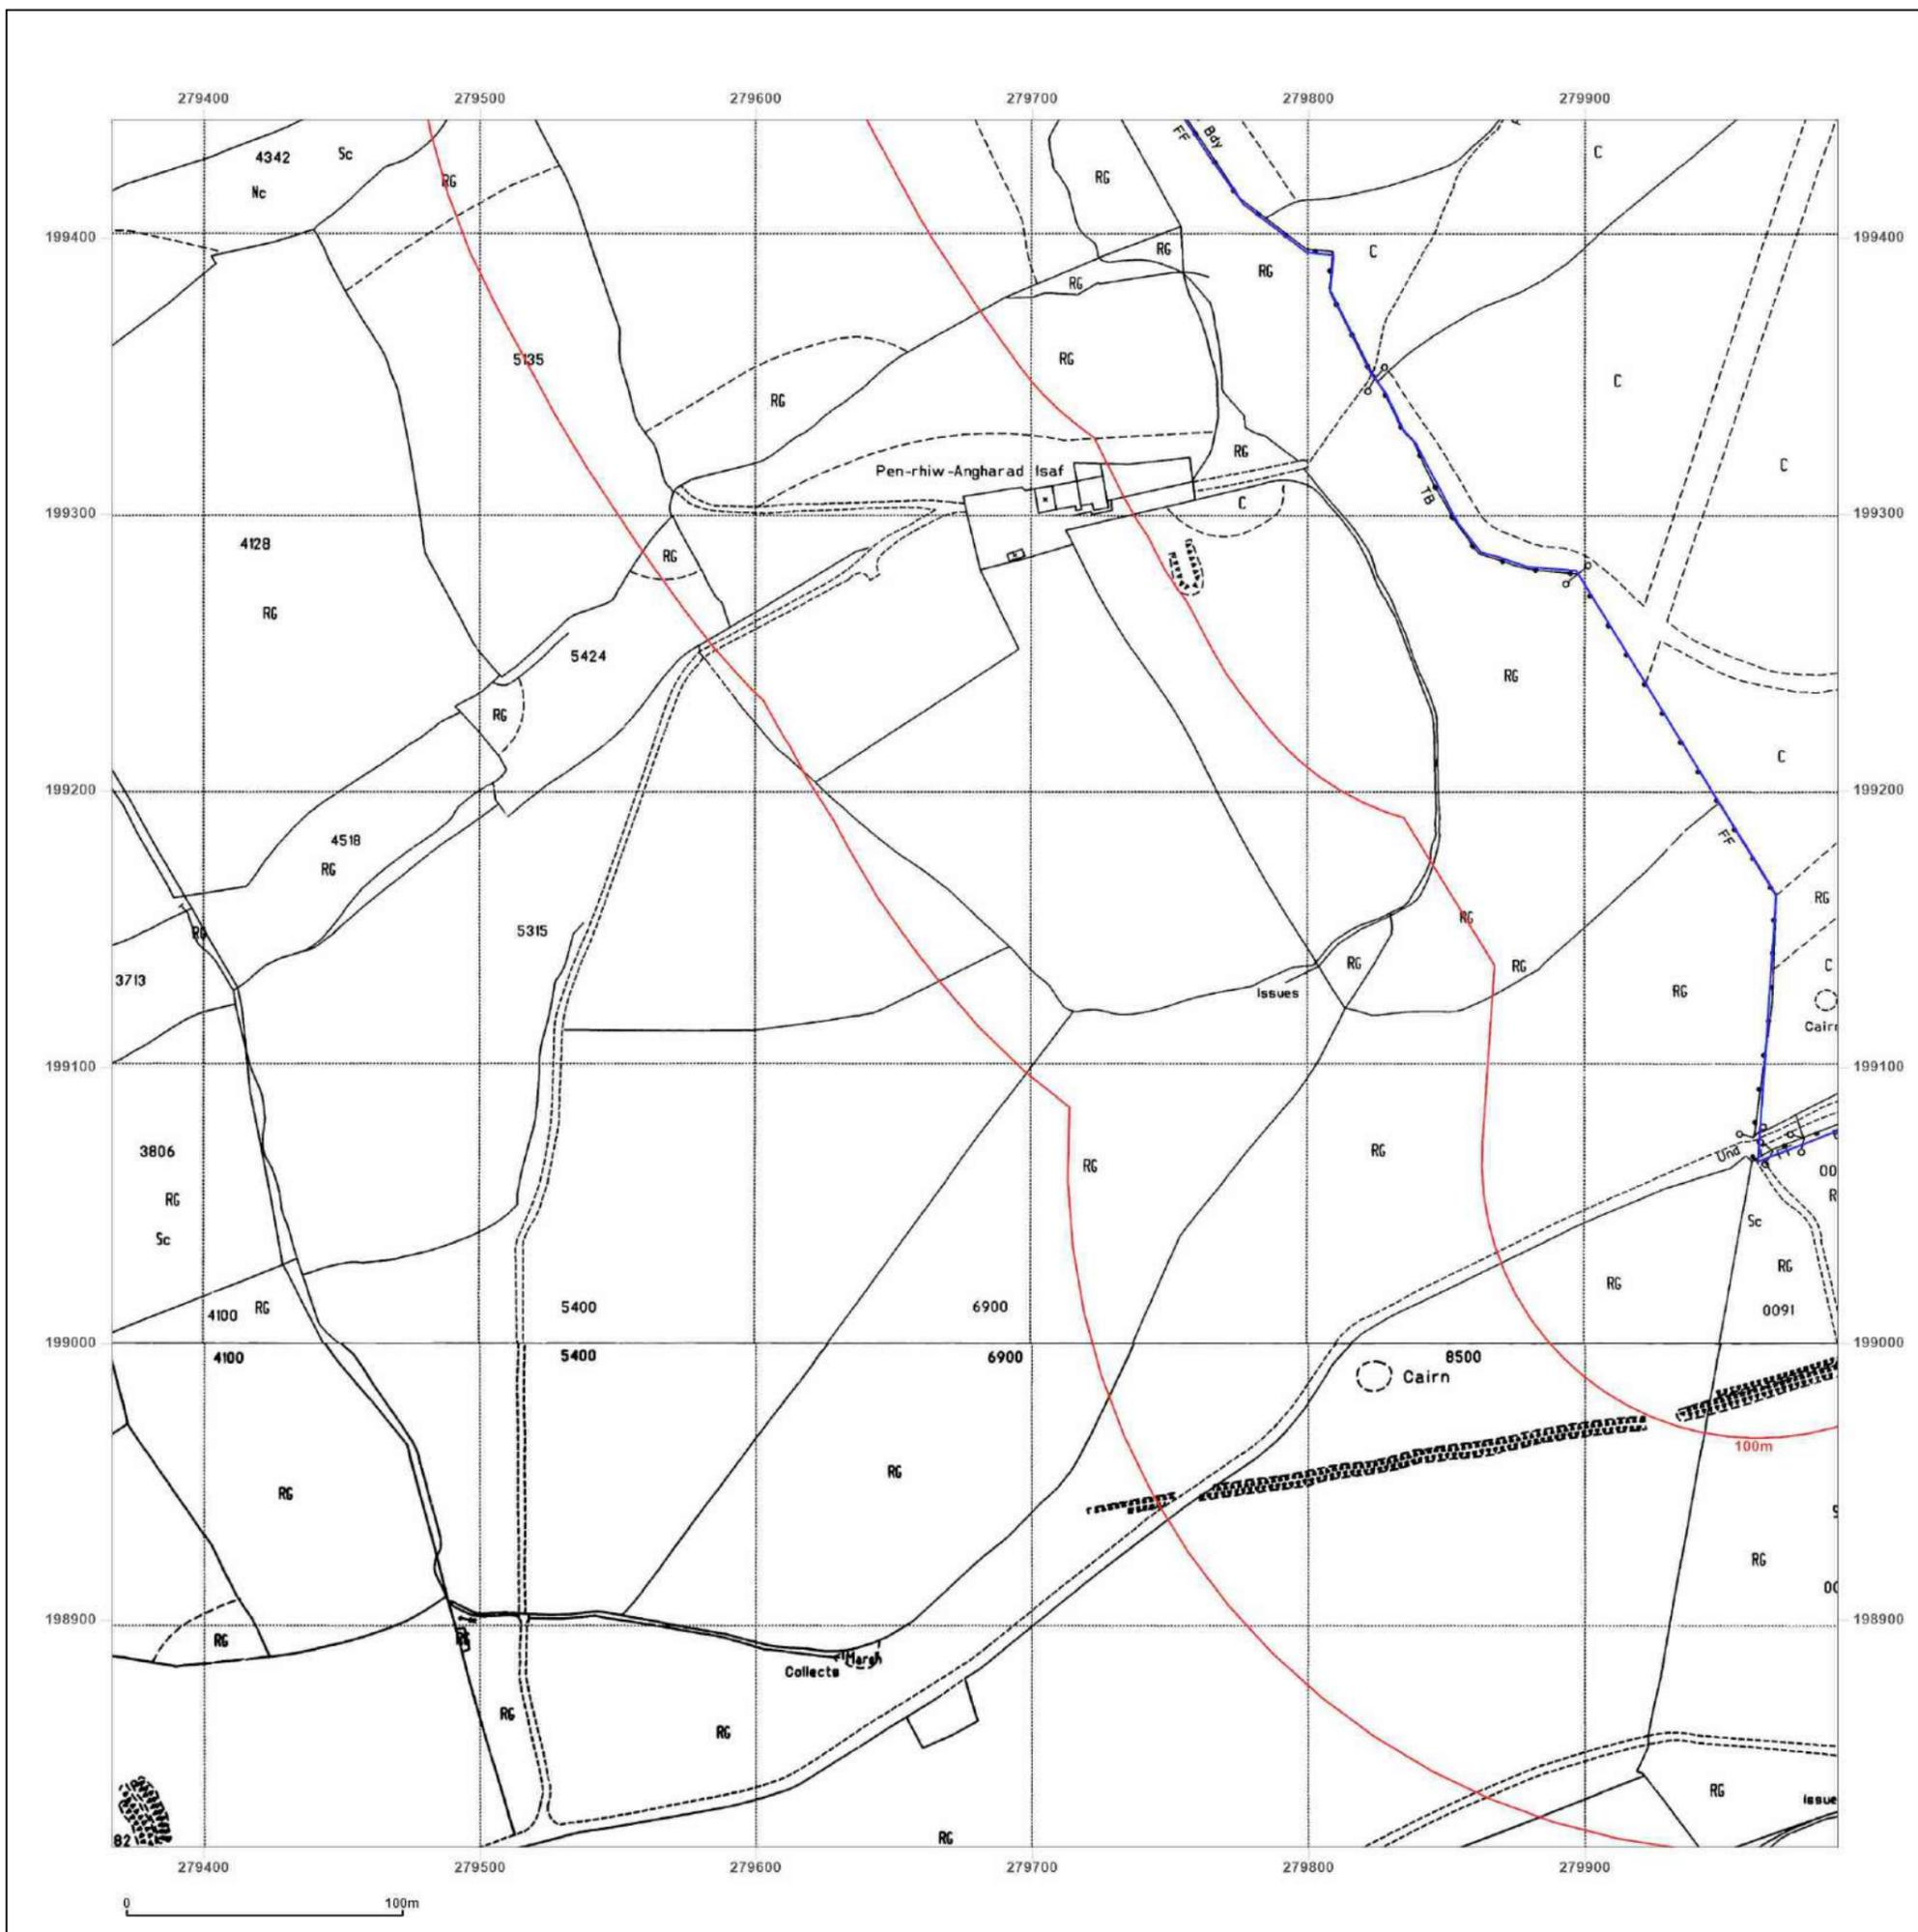 279400 279500 279600 279700 279800 279900
FF Bdy
4342 Sc C
RG RG
Nc
199400 199400
RG C
RG
RG
5135 RG
C
RG
RG
Pen-rhiw-Angharad Isaf C
TB
C
199300 199300
4128 RG
RG
5424
RG
RG
C
199200 199200
FF
4518
RG
RG
RG
RG 5315
RG RG
C
3713 Issues RG
Cairn
199100 199100
3806 RG Und FF
RG 00
RG R
Sc Sc
RG
RG
4100 RG 5400 6900 0091
199000 199000
4100 5400 6900 8500
Cairn
100m
RG RG
RG
00
198900 198900
RG
Collects Marsh
RG
RG
RG
Issue
82 RG
279400 279500 279600 279700 279800 279900
0 100m